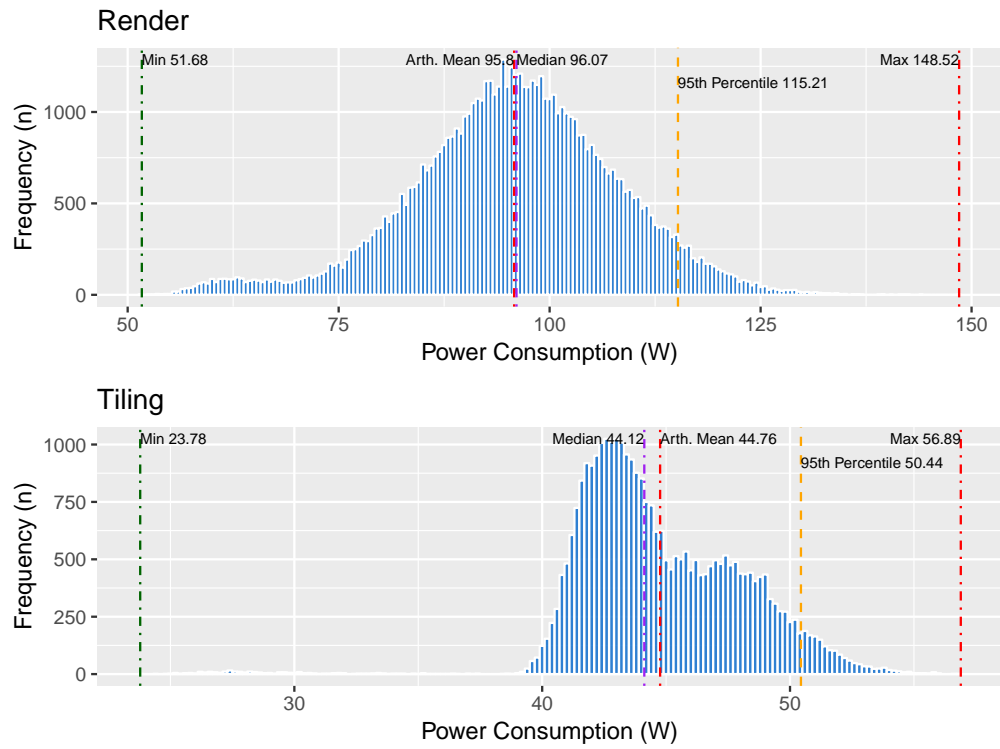 Render
Min 51.68
Arth. Mean 95.8
Median 96.07
Max 148.52
95th Percentile 115.21
Frequency (n)
1000
500
0
50
75
100
125
150
Power Consumption (W)
Tiling
Min 23.78
Median 44.12
Arth. Mean 44.76
Max 56.89
95th Percentile 50.44
Frequency (n)
1000
750
500
250
0
30
40
50
Power Consumption (W)